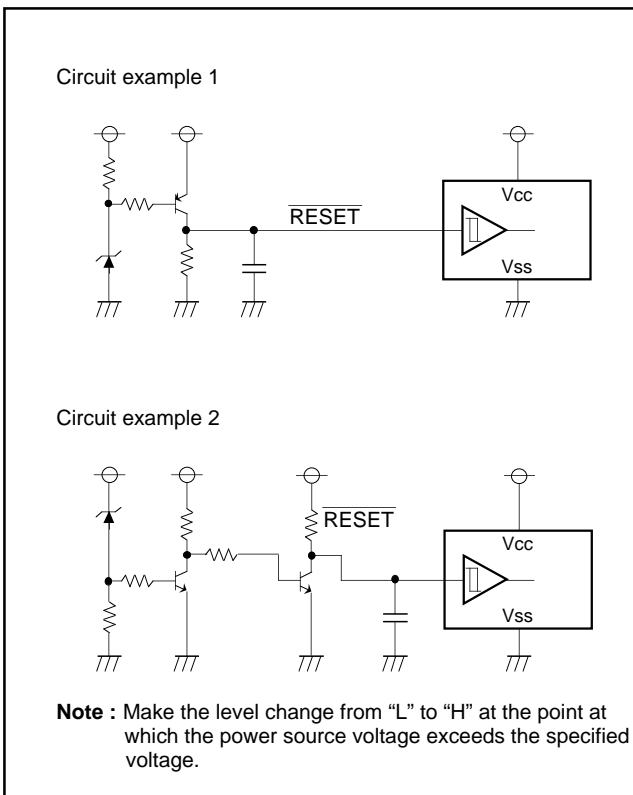 Circuit example 1
RESET
Vcc
Vss
Circuit example 2
RESET
Vcc
Vss
Note : Make the level change from “L” to “H” at the point at
which the power source voltage exceeds the specified
voltage.